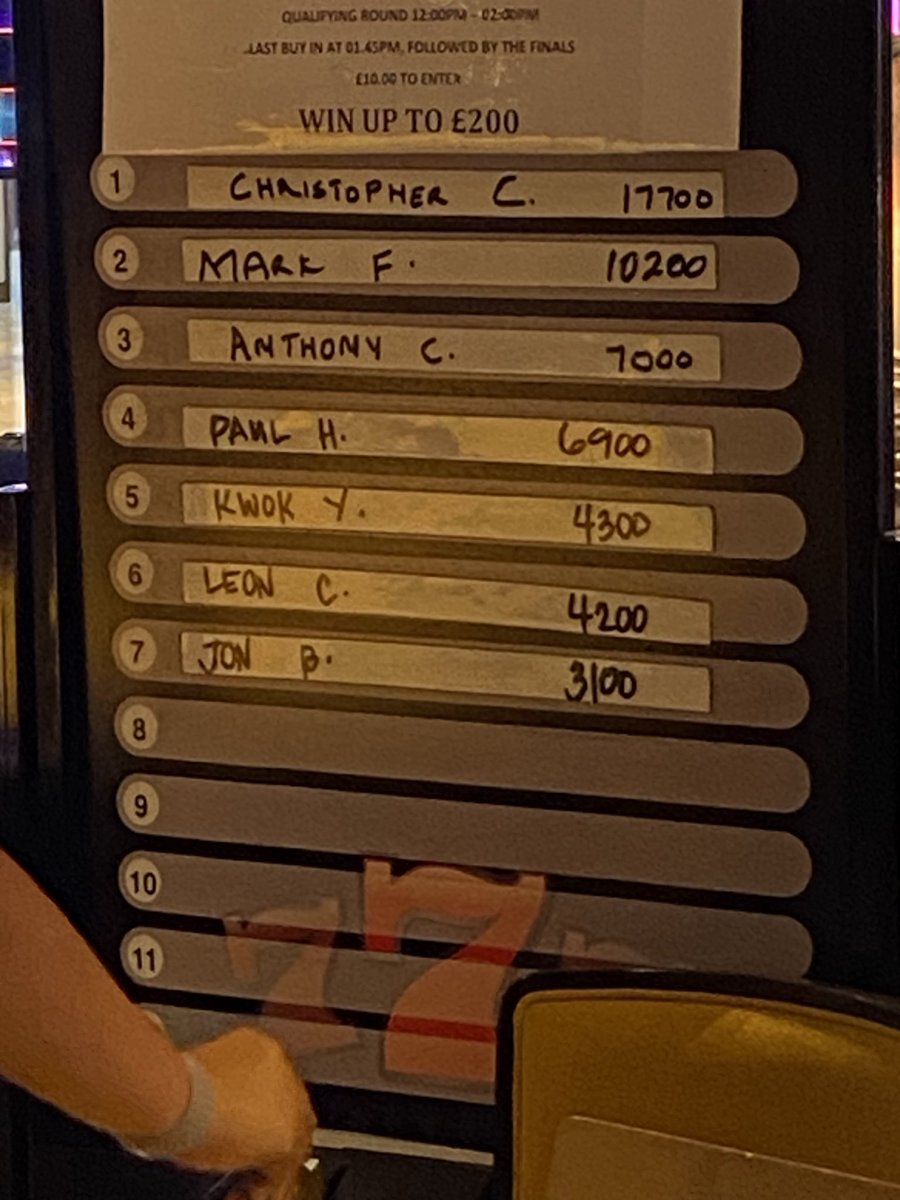 QUALIFYING ROUND 12:00PM - 02:00PM
LAST BUY IN AT 01.45PM, FOLLOWED BY THE FINALS
£10.00 TO ENTER
WIN UP TO £200
1 CHRISTOPHER C. 17700
2 MARK F. 10200
3 ANTHONY C. 7000
4 PAUL H. 6900
5 KWOK Y. 4300
6 LEON C. 4200
7 JON B. 3100
8
9
10
11
7 7